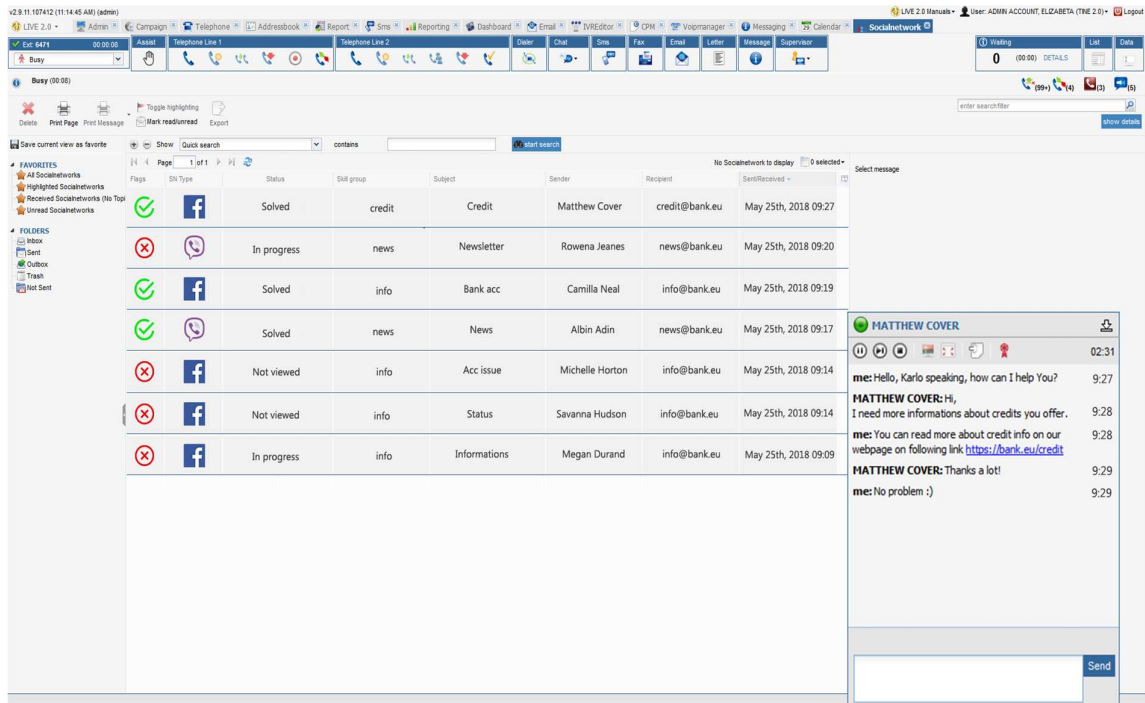 v2.9.11.107412 (11:14:45 AM) (admin)
LIVE 2.0 Manuals User: ADMIN ACCOUNT, ELIZABETA (TINE 2.0) Logout
LIVE 2.0 Admin Campaign Telephone Addressbook Report Sms Reporting Dashboard Email IVREditor CPM Voipmanager Messaging Calendar Socialnetwork
Ext: 6471 00:00:08 Assist Telephone Line 1 Telephone Line 2 Dialer Chat Sms Fax Email Letter Message Supervisor Waiting List Data
Busy 0 (00:00) DETAILS
Busy (00:08) (99+) (4) (3) (5)
Delete Print Page Print Message Toggle highlighting Mark read/unread Export enter searchfilter
show details
Save current view as favorite Show Quick search contains start search
FAVORITES
All Socialnetworks
Highlighted Socialnetworks
Received Socialnetworks (No Topi
Unread Socialnetworks
FOLDERS
Inbox
Sent
Outbox
Trash
Not Sent
Page 1 of 1 No Socialnetwork to display 0 selected
Select message
Flags SN Type Status Skill group Subject Sender Recipient Sent/Received
Solved credit Credit Matthew Cover credit@bank.eu May 25th, 2018 09:27
In progress news Newsletter Rowena Jeanes news@bank.eu May 25th, 2018 09:20
Solved info Bank acc Camilla Neal info@bank.eu May 25th, 2018 09:19
Solved news News Albin Adin news@bank.eu May 25th, 2018 09:17
Not viewed info Acc issue Michelle Horton info@bank.eu May 25th, 2018 09:14
Not viewed info Status Savanna Hudson info@bank.eu May 25th, 2018 09:14
In progress info Informations Megan Durand info@bank.eu May 25th, 2018 09:09
MATTHEW COVER
02:31
me: Hello, Karlo speaking, how can I help You? 9:27
MATTHEW COVER: Hi,
I need more informations about credits you offer. 9:28
me: You can read more about credit info on our 9:28
webpage on following link https://bank.eu/credit
MATTHEW COVER: Thanks a lot! 9:29
me: No problem :) 9:29
Send